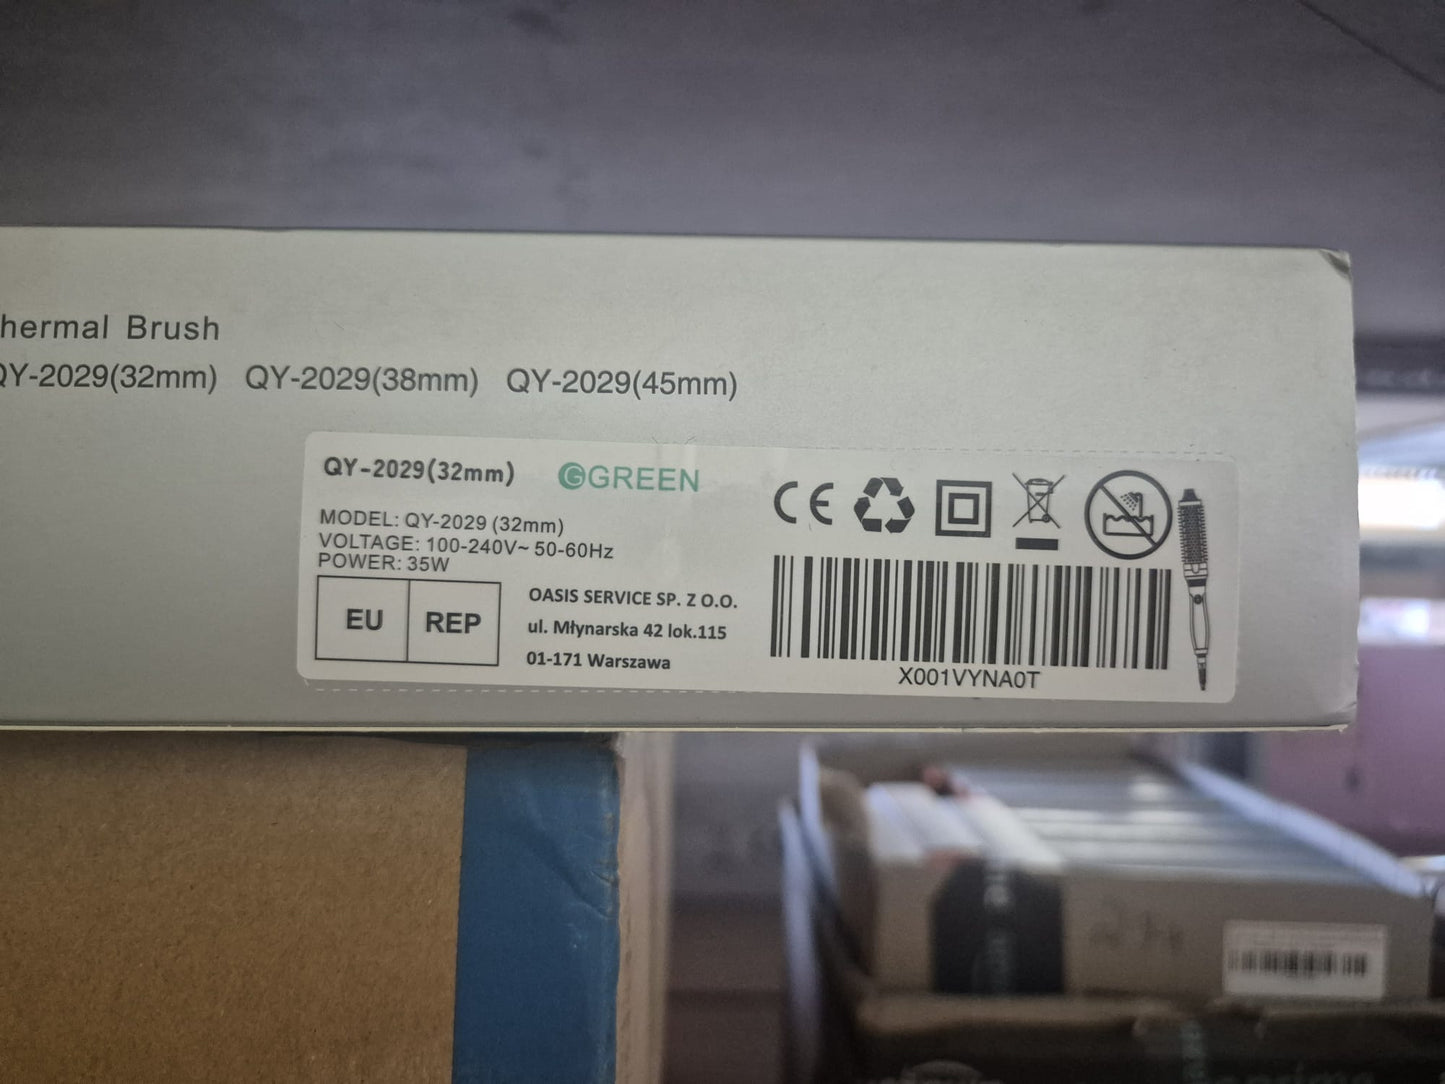 hermal Brush
QY-2029(32mm) QY-2029(38mm) QY-2029(45mm)
QY-2029(32mm)
GGREEN
MODEL: QY-2029 (32mm)
VOLTAGE: 100-240V~ 50-60Hz
POWER: 35W
EU REP
OASIS SERVICE SP. Z O.O.
ul. Młynarska 42 lok.115
01-171 Warszawa
CE
X001VYNA0T